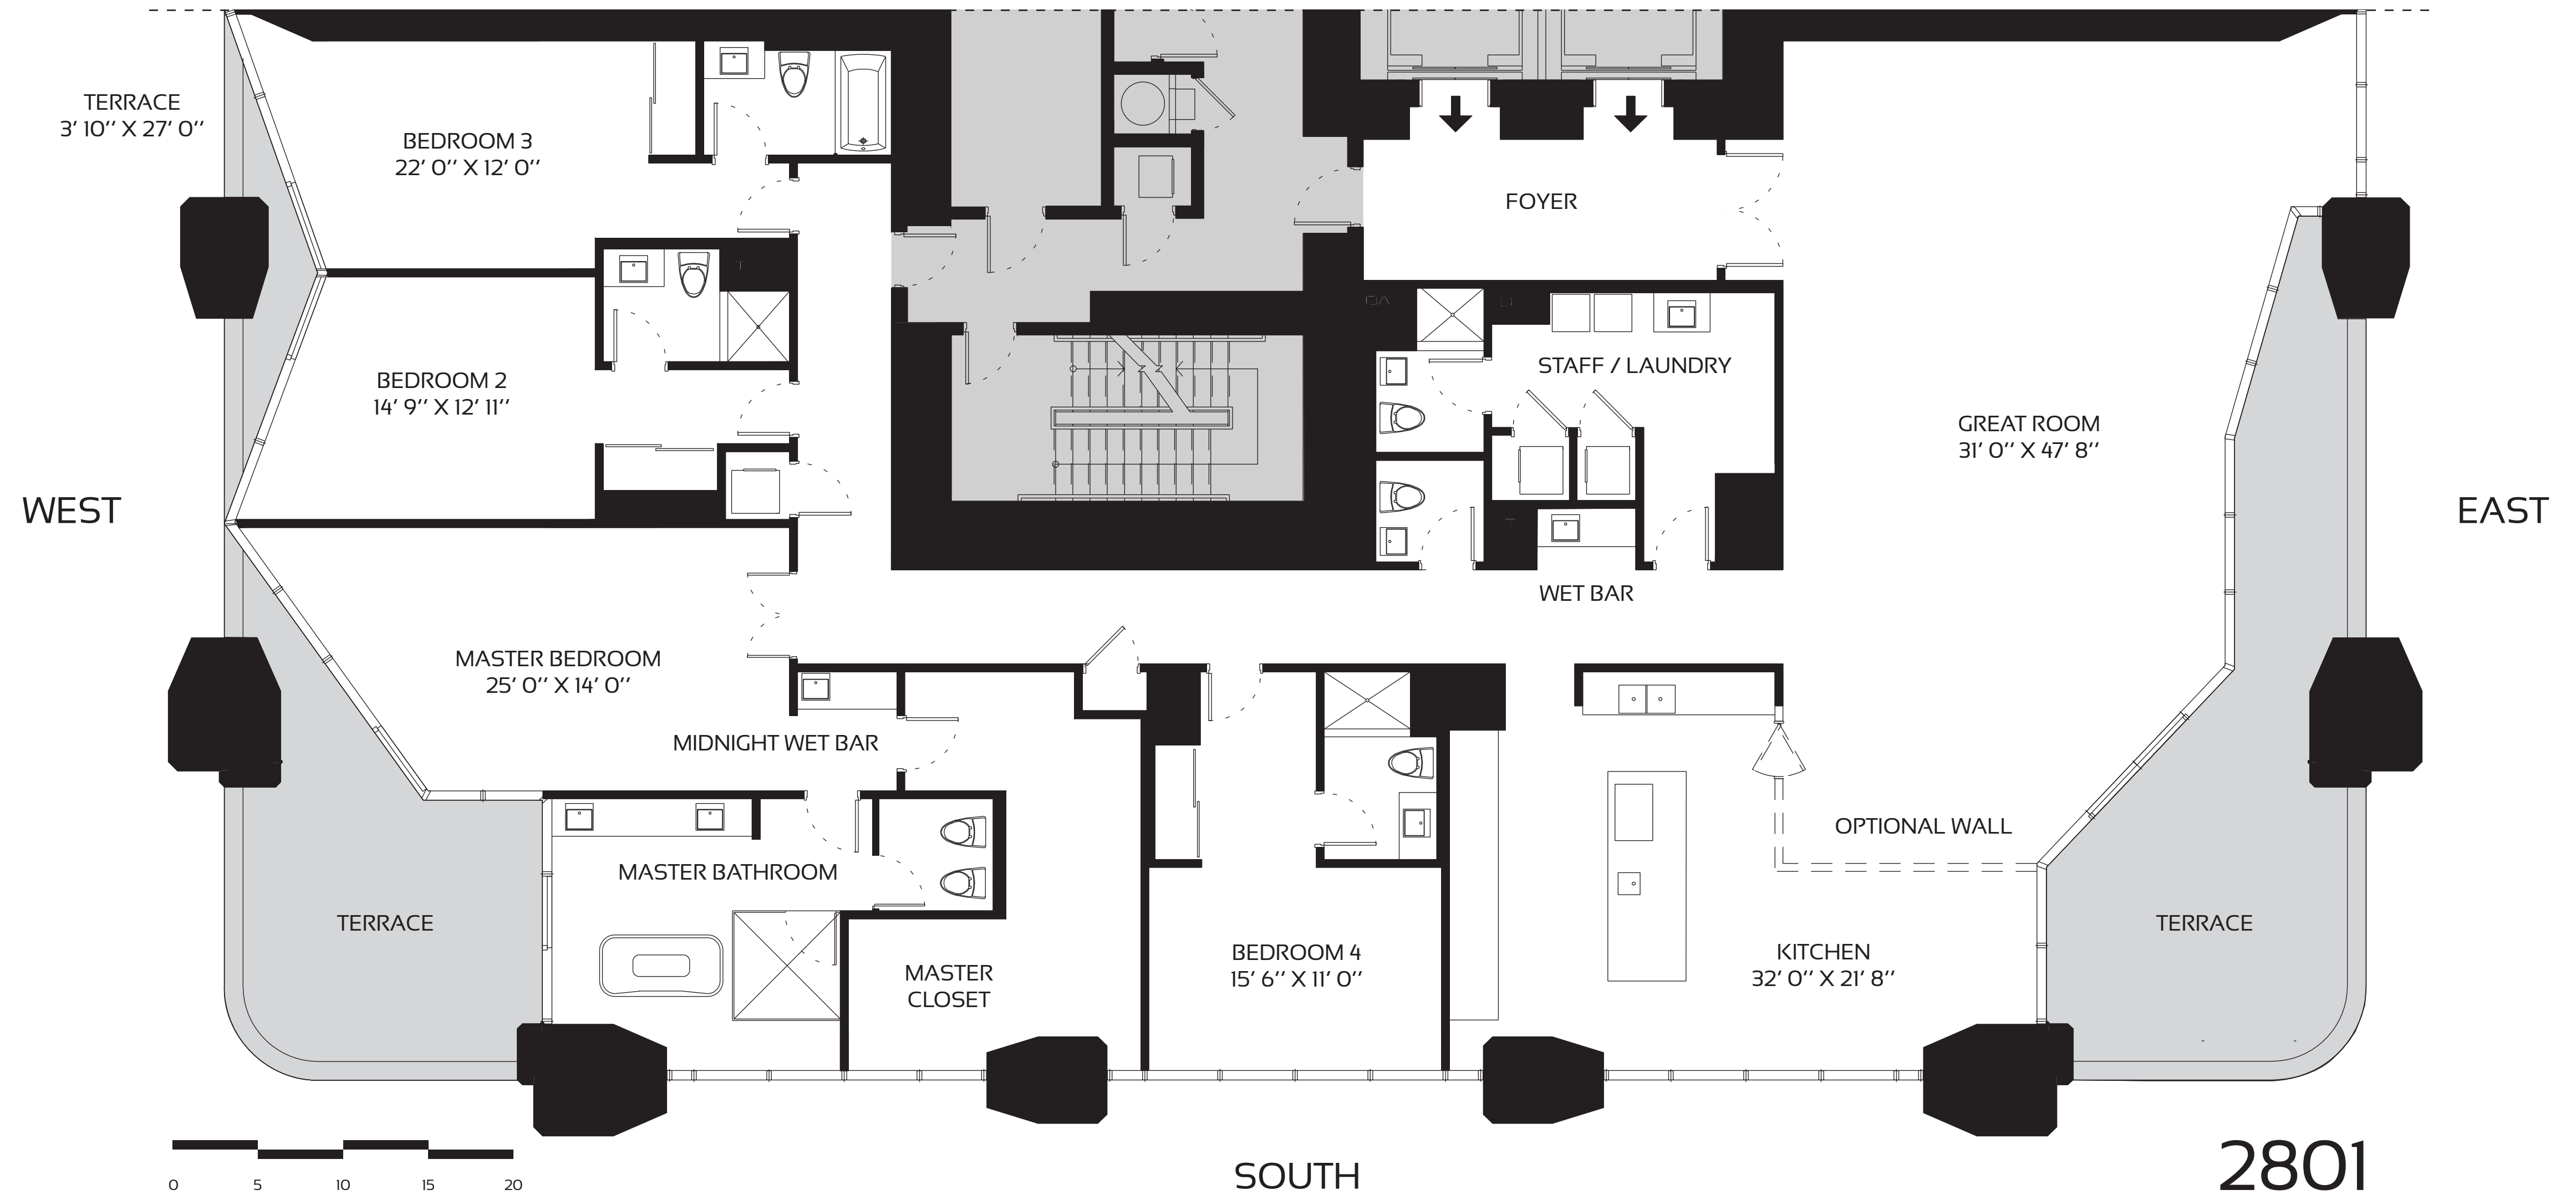 TERRACE
3' 10'' X 27' 0''
BEDROOM 3
22' 0'' X 12' 0''
FOYER
BEDROOM 2
14' 9'' X 12' 11''
STAFF / LAUNDRY
GREAT ROOM
31' 0'' X 47' 8''
WEST
EAST
WET BAR
MASTER BEDROOM
25' 0'' X 14' 0''
MIDNIGHT WET BAR
OPTIONAL WALL
MASTER BATHROOM
TERRACE
TERRACE
BEDROOM 4
15' 6'' X 11' 0''
KITCHEN
32' 0'' X 21' 8''
MASTER
CLOSET
0 5 10 15 20
SOUTH
2801